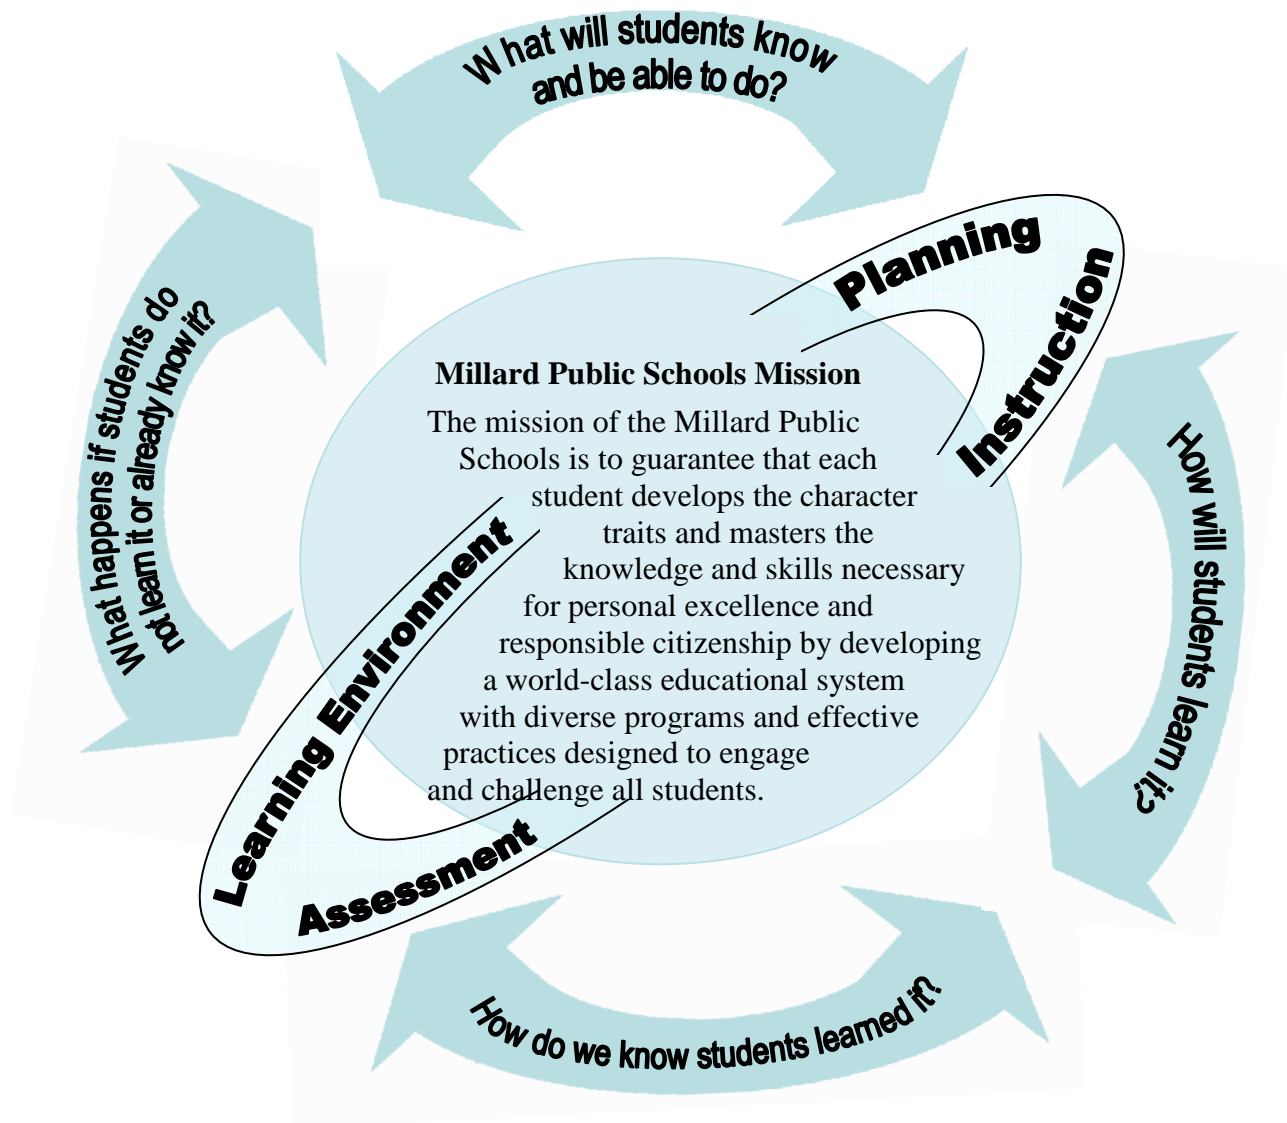 What will students know
and be able to do?
Planning
Instruction
Millard Public Schools Mission
The mission of the Millard Public
Schools is to guarantee that each
student develops the character
traits and masters the
knowledge and skills necessary
for personal excellence and
responsible citizenship by developing
a world-class educational system
with diverse programs and effective
practices designed to engage
and challenge all students.
What happens if students do
not learn it or already know it?
How will students learn it?
Learning Environment
Assessment
How do we know students learned it?